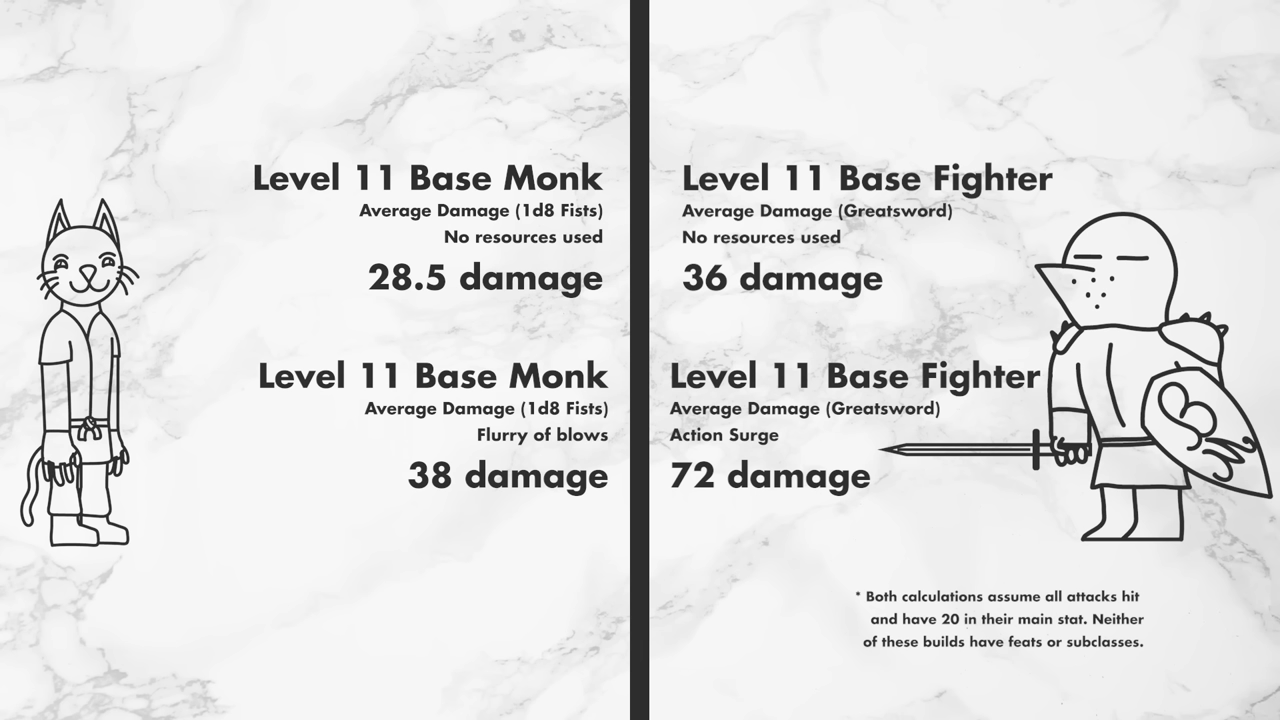 Level 11 Base Monk
Average Damage (1d8 Fists)
No resources used
28.5 damage
Level 11 Base Monk
Average Damage (1d8 Fists)
Flurry of blows
38 damage
Level 11 Base Fighter
Average Damage (Greatsword)
No resources used
36 damage
Level 11 Base Fighter
Average Damage (Greatsword)
Action Surge
72 damage
* Both calculations assume all attacks hit
and have 20 in their main stat. Neither
of these builds have feats or subclasses.